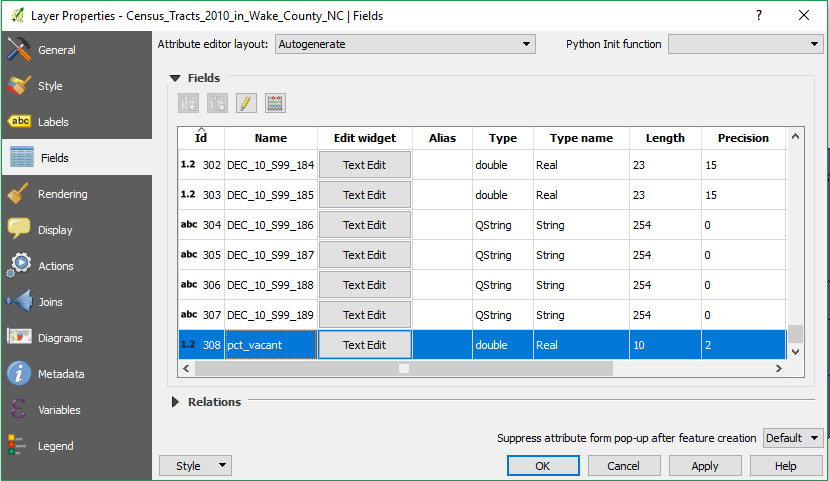 Layer Properties - Census_Tracts_2010_in_Wake_County_NC | Fields
?
General
Style
abc Labels
Fields
Rendering
Display
Actions
Joins
Diagrams
Metadata
Variables
Legend
Attribute editor layout: Autogenerate Python Init function
Fields
Id Name Edit widget Alias Type Type name Length Precision
1.2 302 DEC_10_S99_184 Text Edit double Real 23 15
1.2 303 DEC_10_S99_185 Text Edit double Real 23 15
abc 304 DEC_10_S99_186 Text Edit QString String 254 0
abc 305 DEC_10_S99_187 Text Edit QString String 254 0
abc 306 DEC_10_S99_188 Text Edit QString String 254 0
abc 307 DEC_10_S99_189 Text Edit QString String 254 0
1.2 308 pct_vacant Text Edit double Real 10 2
Relations
Suppress attribute form pop-up after feature creation Default
Style OK Cancel Apply Help